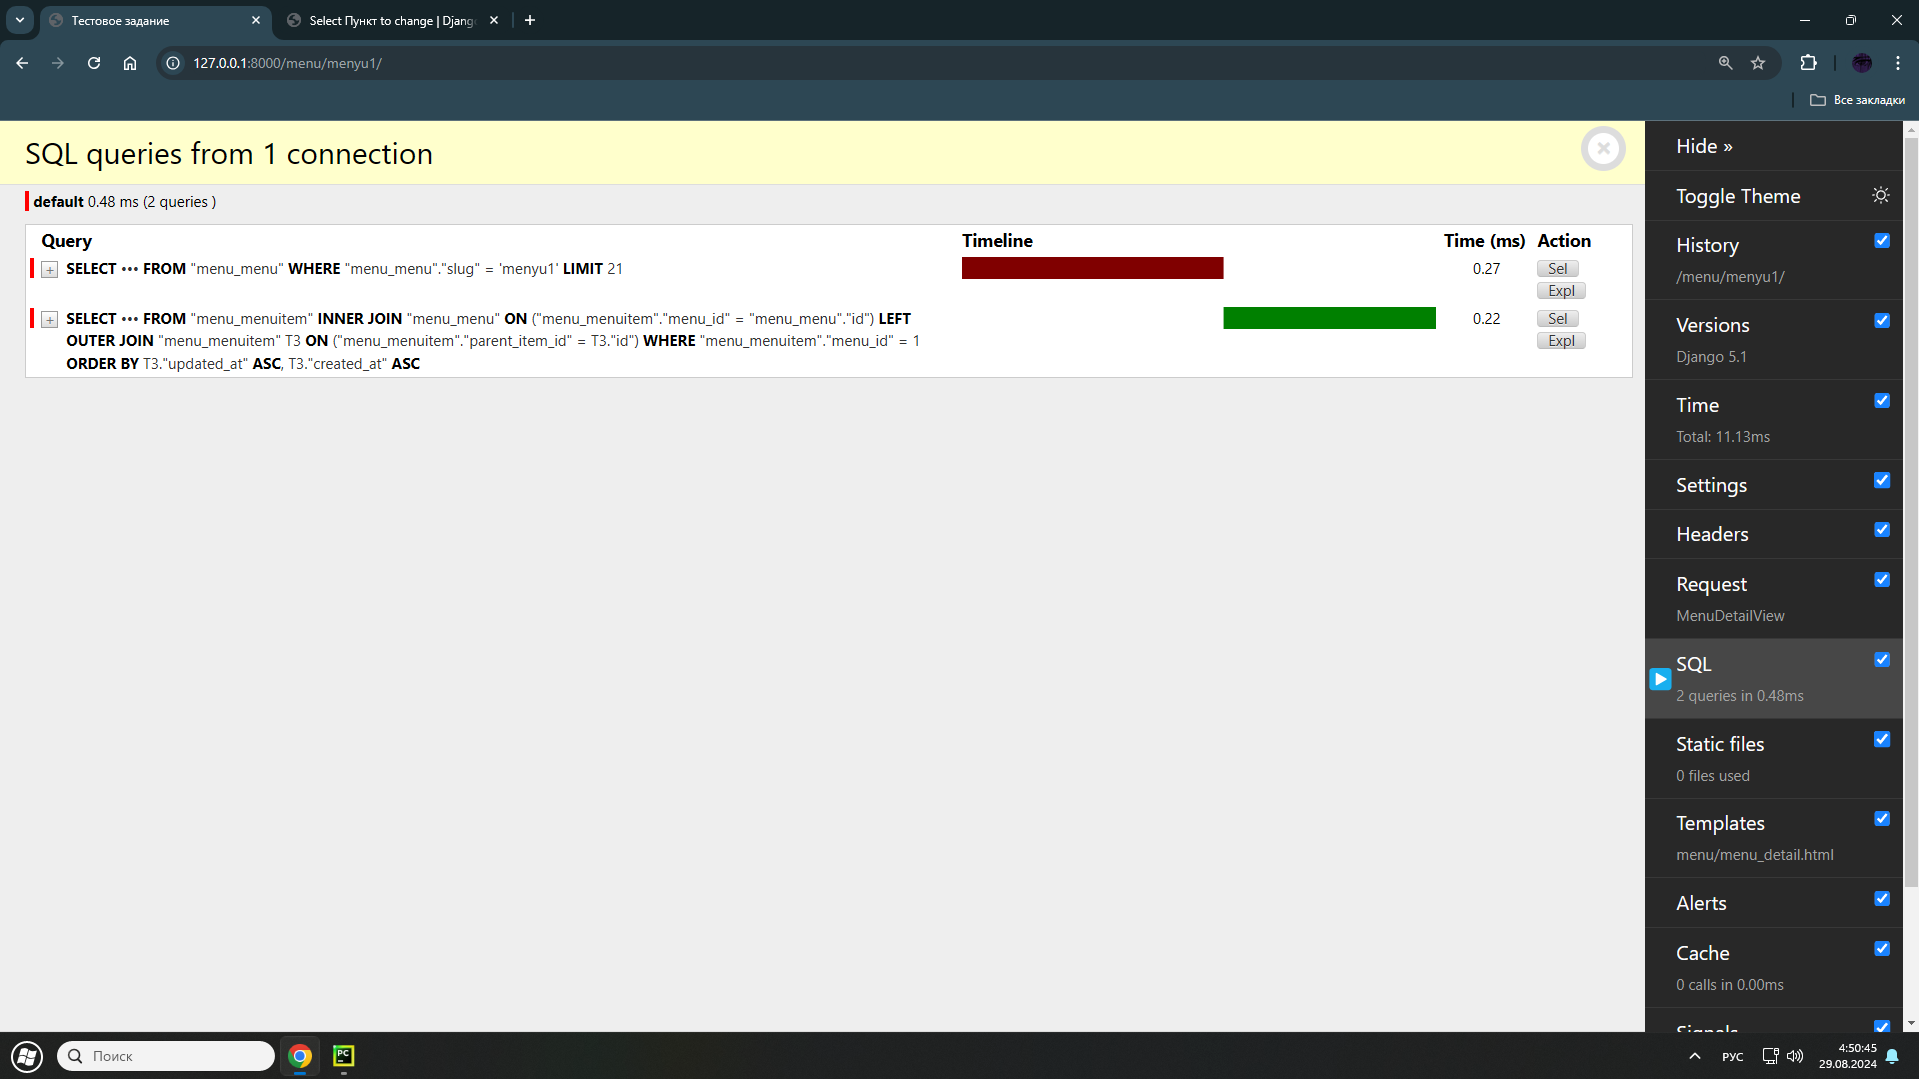 Тестовое задание
Select Пункт to change | Djang
127.0.0.1:8000/menu/menyu1/
Все закладки
SQL queries from 1 connection
default 0.48 ms (2 queries )
Query Timeline Time (ms) Action
+ SELECT ••• FROM "menu_menu" WHERE "menu_menu"."slug" = 'menyu1' LIMIT 21 0.27 Sel
Expl
+ SELECT ••• FROM "menu_menuitem" INNER JOIN "menu_menu" ON ("menu_menuitem"."menu_id" = "menu_menu"."id") LEFT 0.22 Sel
OUTER JOIN "menu_menuitem" T3 ON ("menu_menuitem"."parent_item_id" = T3."id") WHERE "menu_menuitem"."menu_id" = 1 Expl
ORDER BY T3."updated_at" ASC, T3."created_at" ASC
Hide »
Toggle Theme
History
/menu/menyu1/
Versions
Django 5.1
Time
Total: 11.13ms
Settings
Headers
Request
MenuDetailView
SQL
2 queries in 0.48ms
Static files
0 files used
Templates
menu/menu_detail.html
Alerts
Cache
0 calls in 0.00ms
Signals
Поиск
PC
РУС
4:50:45
29.08.2024